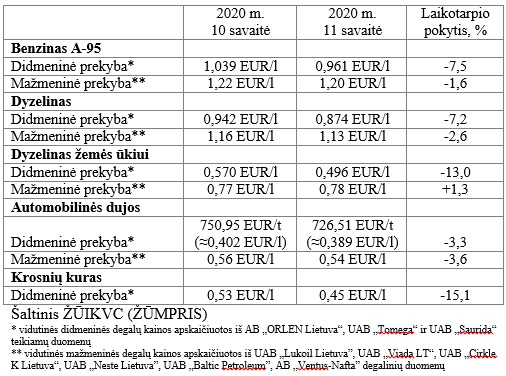 2020 m. 10 savaitė 2020 m. 11 savaitė Laikotarpio pokytis, %
Benzinas A-95
Didmeninė prekyba* 1,039 EUR/l 0,961 EUR/l -7,5
Mažmeninė prekyba** 1,22 EUR/l 1,20 EUR/l -1,6
Dyzelinas
Didmeninė prekyba* 0,942 EUR/l 0,874 EUR/l -7,2
Mažmeninė prekyba** 1,16 EUR/l 1,13 EUR/l -2,6
Dyzelinas žemės ūkiui
Didmeninė prekyba* 0,570 EUR/l 0,496 EUR/l -13,0
Mažmeninė prekyba** 0,77 EUR/l 0,78 EUR/l +1,3
Automobilinės dujos
Didmeninė prekyba* 750,95 EUR/t (≈0,402 EUR/l) 726,51 EUR/t (≈0,389 EUR/l) -3,3
Mažmeninė prekyba** 0,56 EUR/l 0,54 EUR/l -3,6
Krosnių kuras
Didmeninė prekyba* 0,53 EUR/l 0,45 EUR/l -15,1
Šaltinis ŽŪIKVC (ŽŪMPRIS)
* vidutinės didmeninės degalų kainos apskaičiuotos iš AB „ORLEN Lietuva“, UAB „Tomega“ ir UAB „Saurida“
teikiamų duomenų
** vidutinės mažmeninės degalų kainos apskaičiuotos iš UAB „Lukoil Lietuva”, UAB „Viada LT“, UAB „Cirkle
K Lietuva“, UAB „Neste Lietuva”, UAB „Baltic Petroleum”, AB „Ventus-Nafta” degalinių duomenų